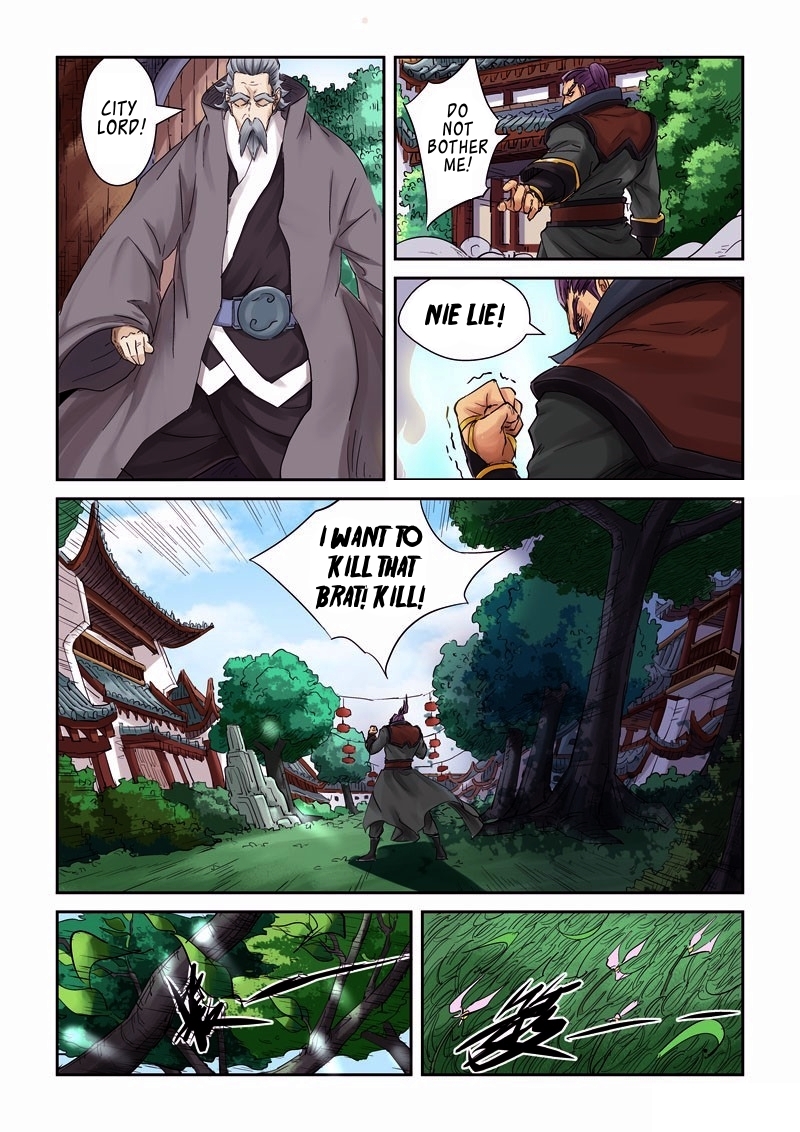 CITY
LORD!
DO
NOT
BOTHER
ME!
NIE LIE!
I WANT TO
KILL THAT
BRAT! KILL!